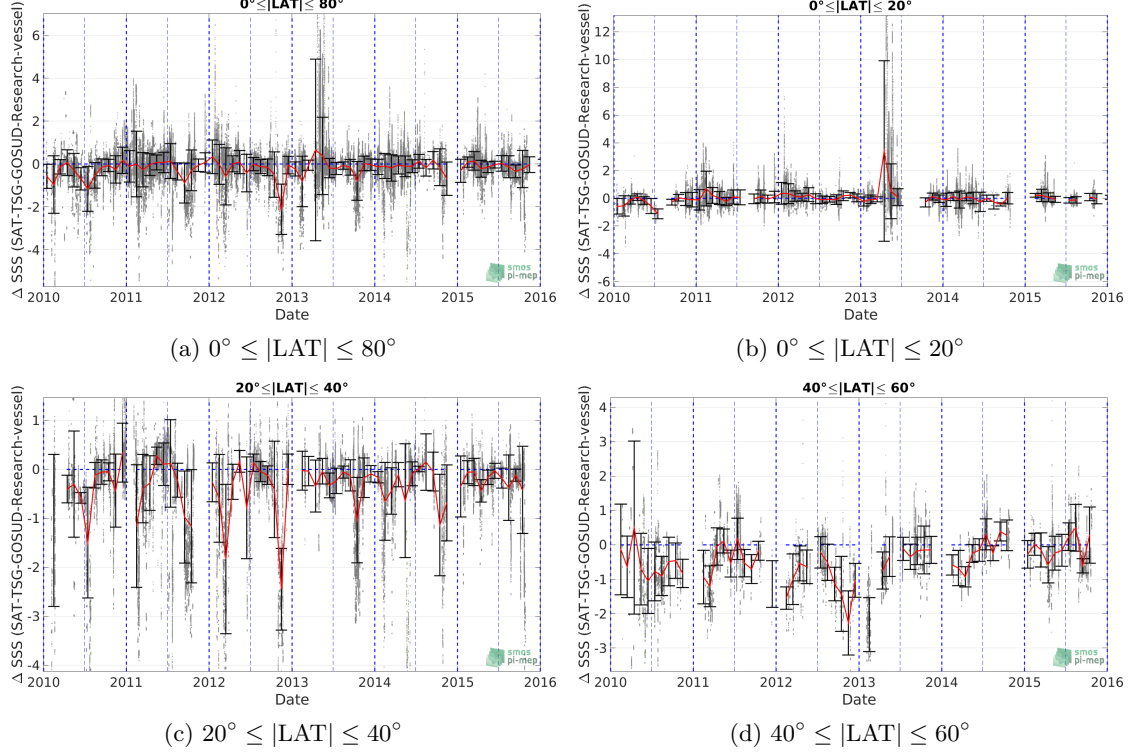 0°≤|LAT|≤ 80°
Δ SSS (SAT-TSG-GOSUD-Research-vessel)
6
4
2
0
-2
-4
2010 2011 2012 2013 2014 2015 2016
Date
smos
pi-mep
(a) 0° ≤ |LAT| ≤ 80°
0°≤|LAT|≤ 20°
Δ SSS (SAT-TSG-GOSUD-Research-vessel)
12
10
8
6
4
2
0
-2
-4
-6
2010 2011 2012 2013 2014 2015 2016
Date
smos
pi-mep
(b) 0° ≤ |LAT| ≤ 20°
20°≤|LAT|≤ 40°
Δ SSS (SAT-TSG-GOSUD-Research-vessel)
1
0
-1
-2
-3
-4
2010 2011 2012 2013 2014 2015 2016
Date
smos
pi-mep
(c) 20° ≤ |LAT| ≤ 40°
40°≤|LAT|≤ 60°
Δ SSS (SAT-TSG-GOSUD-Research-vessel)
4
3
2
1
0
-1
-2
-3
2010 2011 2012 2013 2014 2015 2016
Date
smos
pi-mep
(d) 40° ≤ |LAT| ≤ 60°